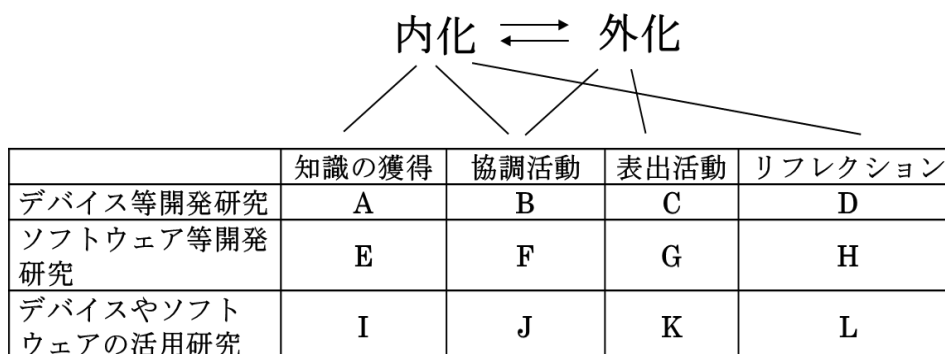 内化 外化
知識の獲得 協調活動 表出活動 リフレクション
デバイス等開発研究 A B C D
ソフトウェア等開発
研究 E F G H
デバイスやソフト
ウェアの活用研究 I J K L